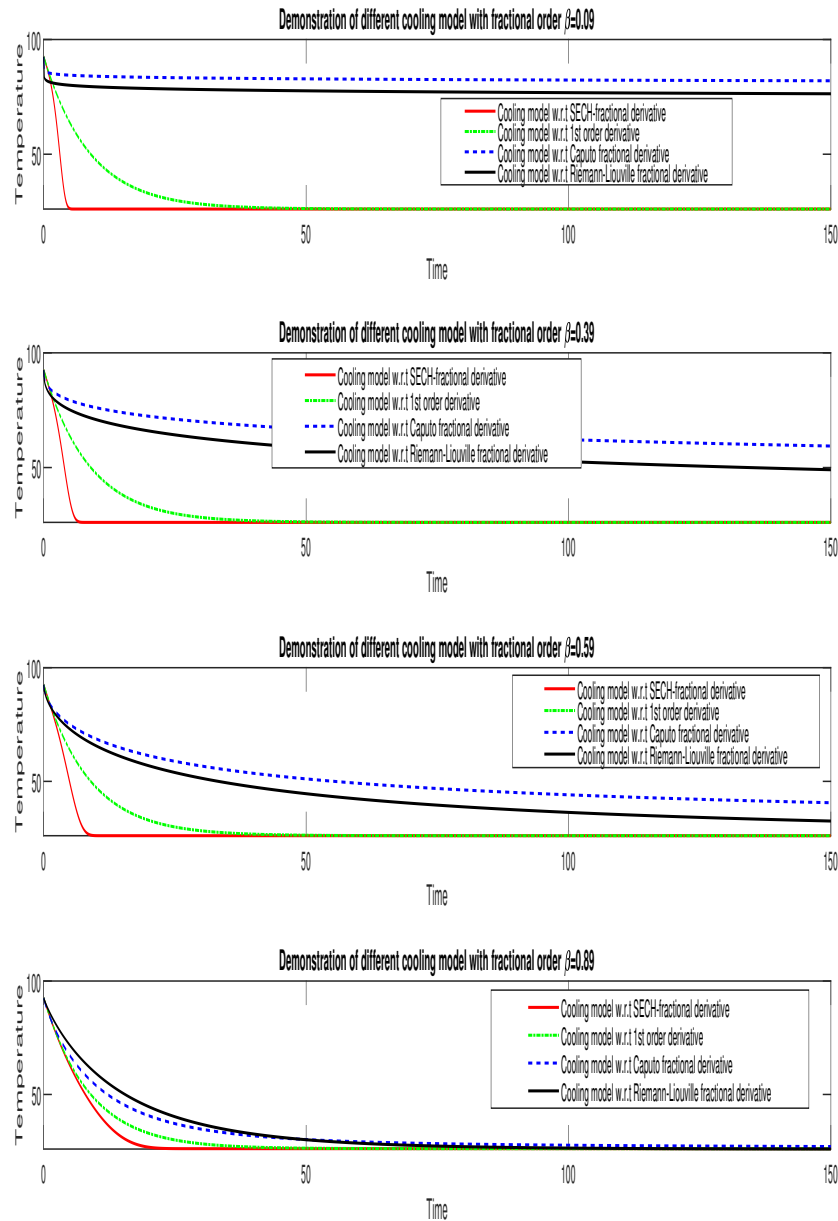 Demonstration of different cooling model with fractional order β=0.09
100
50
Temperature
Cooling model w.r.t SECH-fractional derivative
Cooling model w.r.t 1st order derivative
Cooling model w.r.t Caputo fractional derivative
Cooling model w.r.t Riemann-Liouville fractional derivative
0 50 100 150
Time
Demonstration of different cooling model with fractional order β=0.39
100
50
Temperature
Cooling model w.r.t SECH-fractional derivative
Cooling model w.r.t 1st order derivative
Cooling model w.r.t Caputo fractional derivative
Cooling model w.r.t Riemann-Liouville fractional derivative
0 50 100 150
Time
Demonstration of different cooling model with fractional order β=0.59
100
50
Temperature
Cooling model w.r.t SECH-fractional derivative
Cooling model w.r.t 1st order derivative
Cooling model w.r.t Caputo fractional derivative
Cooling model w.r.t Riemann-Liouville fractional derivative
0 50 100 150
Time
Demonstration of different cooling model with fractional order β=0.89
100
50
Temperature
Cooling model w.r.t SECH-fractional derivative
Cooling model w.r.t 1st order derivative
Cooling model w.r.t Caputo fractional derivative
Cooling model w.r.t Riemann-Liouville fractional derivative
0 50 100 150
Time